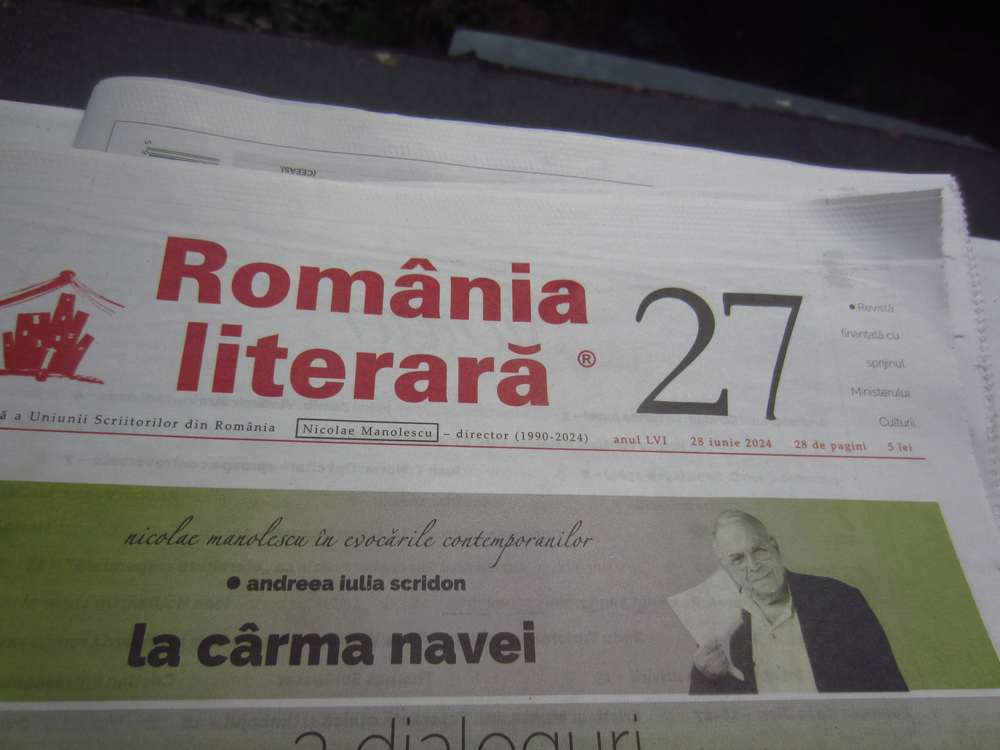 (CEEAS)
România
literară ®
27
• Revistă
finanțată cu
sprijinul
Ministerului
Culturii
ă a Uniunii Scriitorilor din România Nicolae Manolescu – director (1990-2024) anul LVI 28 iunie 2024 28 de pagini 5 lei
nicolae manolescu în evocările contemporanilor
• andreea iulia scridon
la cârma navei
a dialoguri